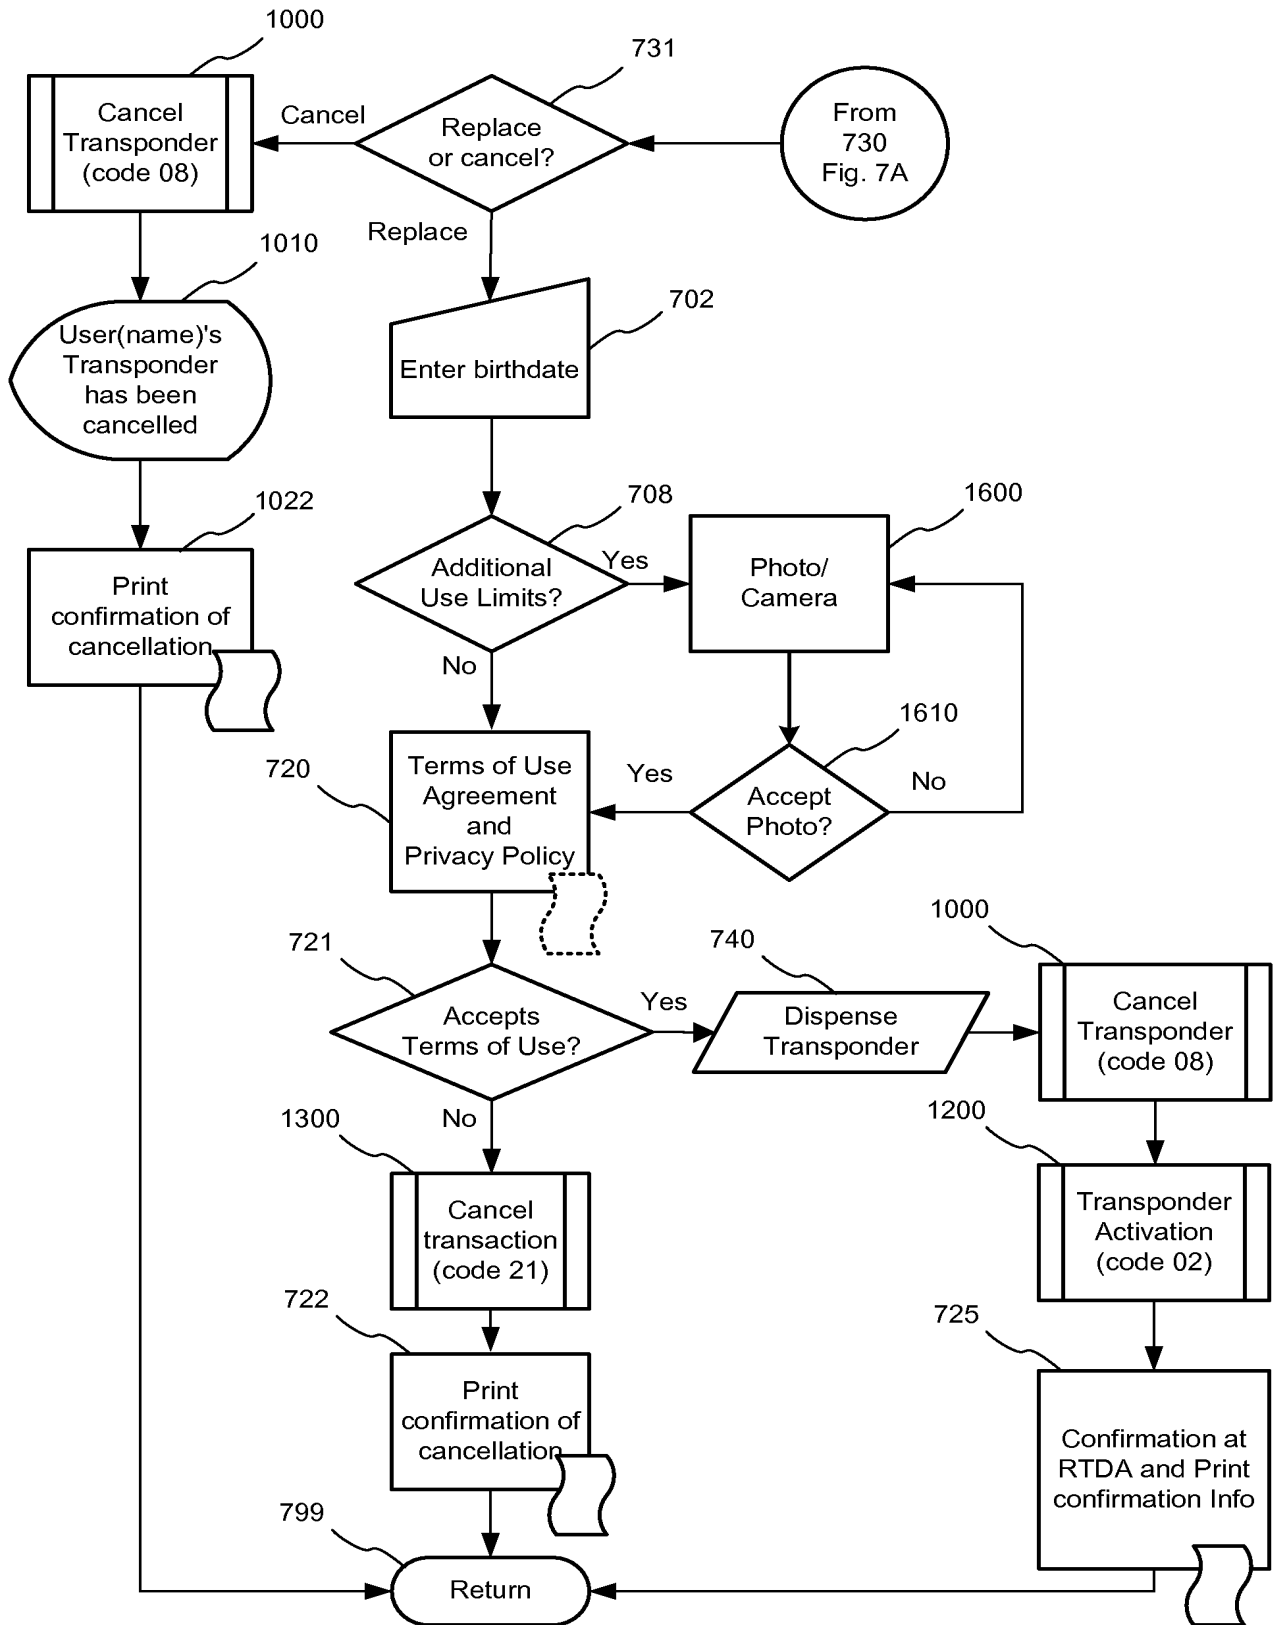 1000
731
Cancel
Transponder
(code 08)
Cancel
Replace
or cancel?
From
730
Fig. 7A
Replace
1010
User(name)'s
Transponder
has been
cancelled
702
Enter birthdate
1022
Print
confirmation of
cancellation
708
Additional
Use Limits?
Yes
No
1600
Photo/
Camera
1610
Accept
Photo?
Yes
No
720
Terms of Use
Agreement
and
Privacy Policy
721
Accepts
Terms of Use?
Yes
No
740
Dispense
Transponder
1000
Cancel
Transponder
(code 08)
1200
Transponder
Activation
(code 02)
1300
Cancel
transaction
(code 21)
722
Print
confirmation of
cancellation
725
Confirmation at
RTDA and Print
confirmation Info
799
Return